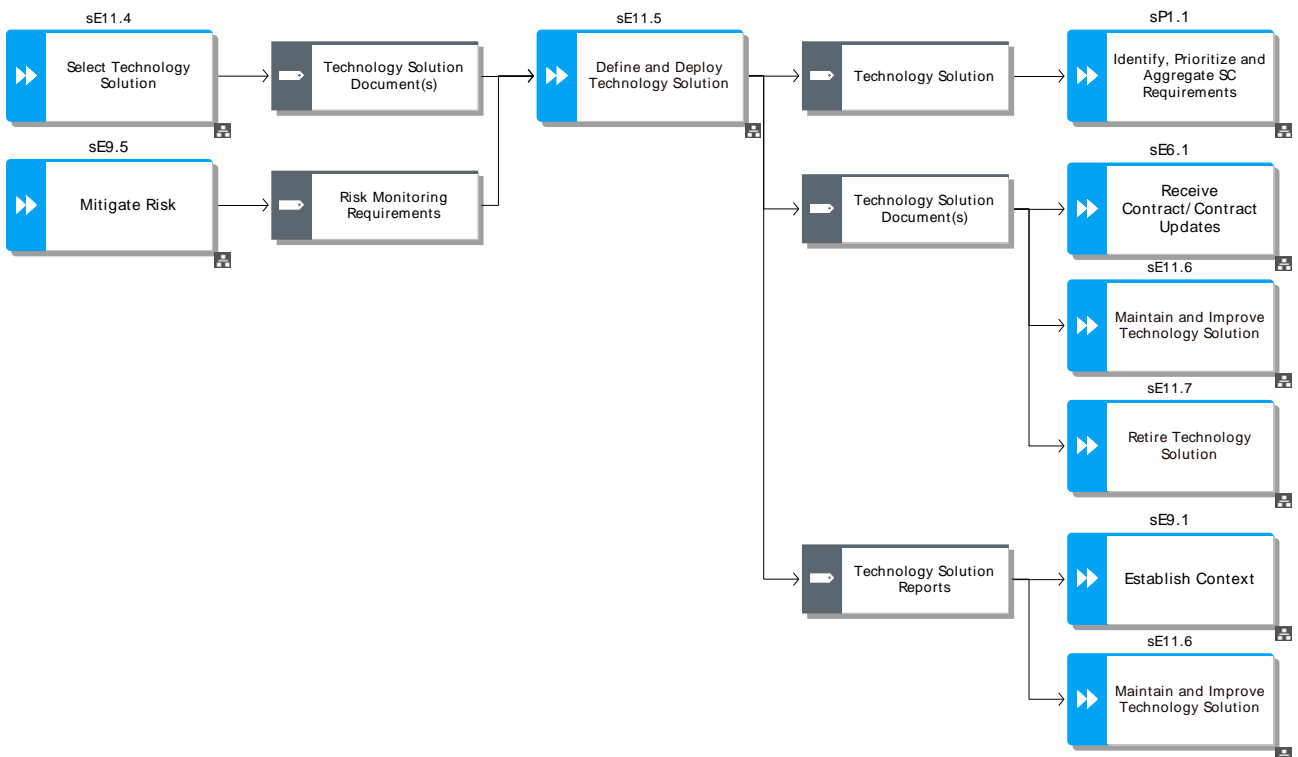 sE11.4
Select Technology
Solution
Technology Solution
Document(s)
sE11.5
Define and Deploy
Technology Solution
Technology Solution
sP1.1
Identify, Prioritize and
Aggregate SC
Requirements
sE9.5
Mitigate Risk
Risk Monitoring
Requirements
Technology Solution
Document(s)
sE6.1
Receive
Contract/ Contract
Updates
sE11.6
Maintain and Improve
Technology Solution
sE11.7
Retire Technology
Solution
Technology Solution
Reports
sE9.1
Establish Context
sE11.6
Maintain and Improve
Technology Solution